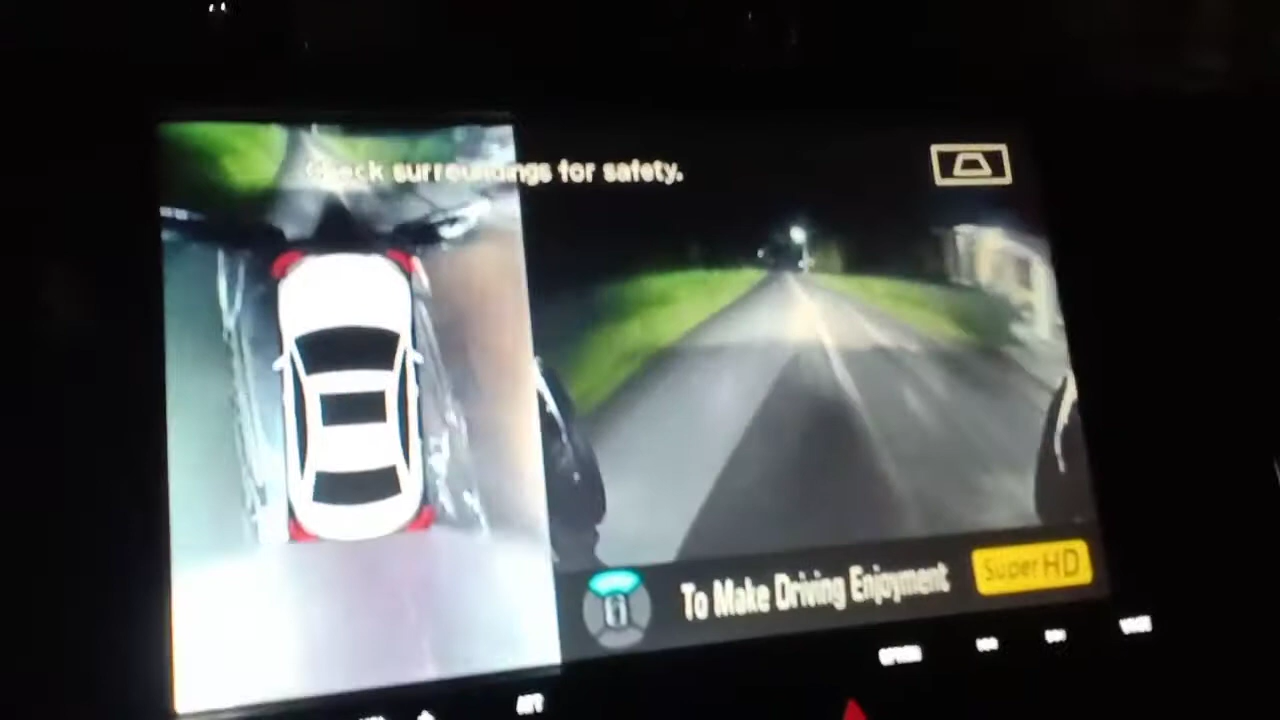 Check surroundings for safety.
To Make Driving Enjoyment
Super HD